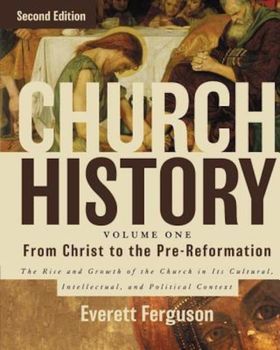 Second Edition
CHURCH
HISTORY
VOLUME ONE
From Christ to the Pre-Reformation
The Rise and Growth of the Church in Its Cultural,
Intellectual, and Political Context
Everett Ferguson